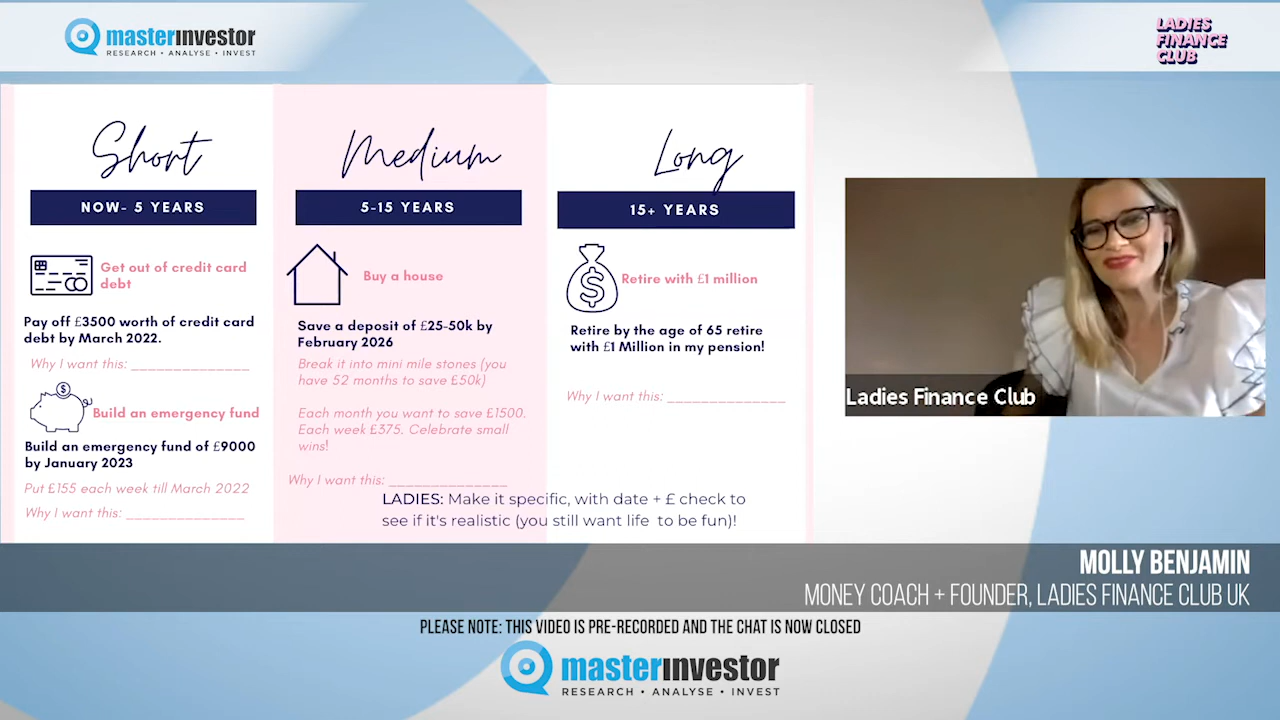 masterinvestor
RESEARCH • ANALYSE • INVEST
LADIES
FINANCE
CLUB
Short
NOW- 5 YEARS
Get out of credit card
debt
Pay off £3500 worth of credit card
debt by March 2022.
Why I want this: _______________
$
Build an emergency fund
Build an emergency fund of £9000
by January 2023
Put £155 each week till March 2022
Why I want this: _______________
Medium
5-15 YEARS
Buy a house
Save a deposit of £25-50k by
February 2026
Break it into mini mile stones (you
have 52 months to save £50k)
Each month you want to save £1500.
Each week £375. Celebrate small
wins!
Why I want this: _______________
Long
15+ YEARS
$
Retire with £1 million
Retire by the age of 65 retire
with £1 Million in my pension!
Why I want this: _______________
LADIES: Make it specific, with date + £ check to
see if it's realistic (you still want life to be fun)!
Ladies Finance Club
MOLLY BENJAMIN
MONEY COACH + FOUNDER, LADIES FINANCE CLUB UK
PLEASE NOTE: THIS VIDEO IS PRE-RECORDED AND THE CHAT IS NOW CLOSED
masterinvestor
RESEARCH • ANALYSE • INVEST